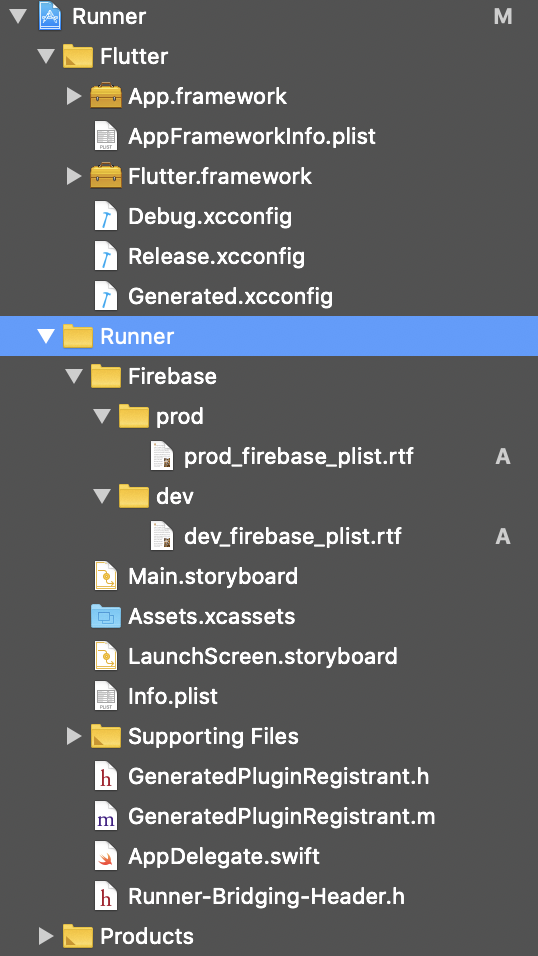 Runner M
Flutter
App.framework
AppFrameworkInfo.plist
Flutter.framework
Debug.xcconfig
Release.xcconfig
Generated.xcconfig
Runner
Firebase
prod
prod_firebase_plist.rtf A
dev
dev_firebase_plist.rtf A
Main.storyboard
Assets.xcassets
LaunchScreen.storyboard
Info.plist
Supporting Files
GeneratedPluginRegistrant.h
GeneratedPluginRegistrant.m
AppDelegate.swift
Runner-Bridging-Header.h
Products